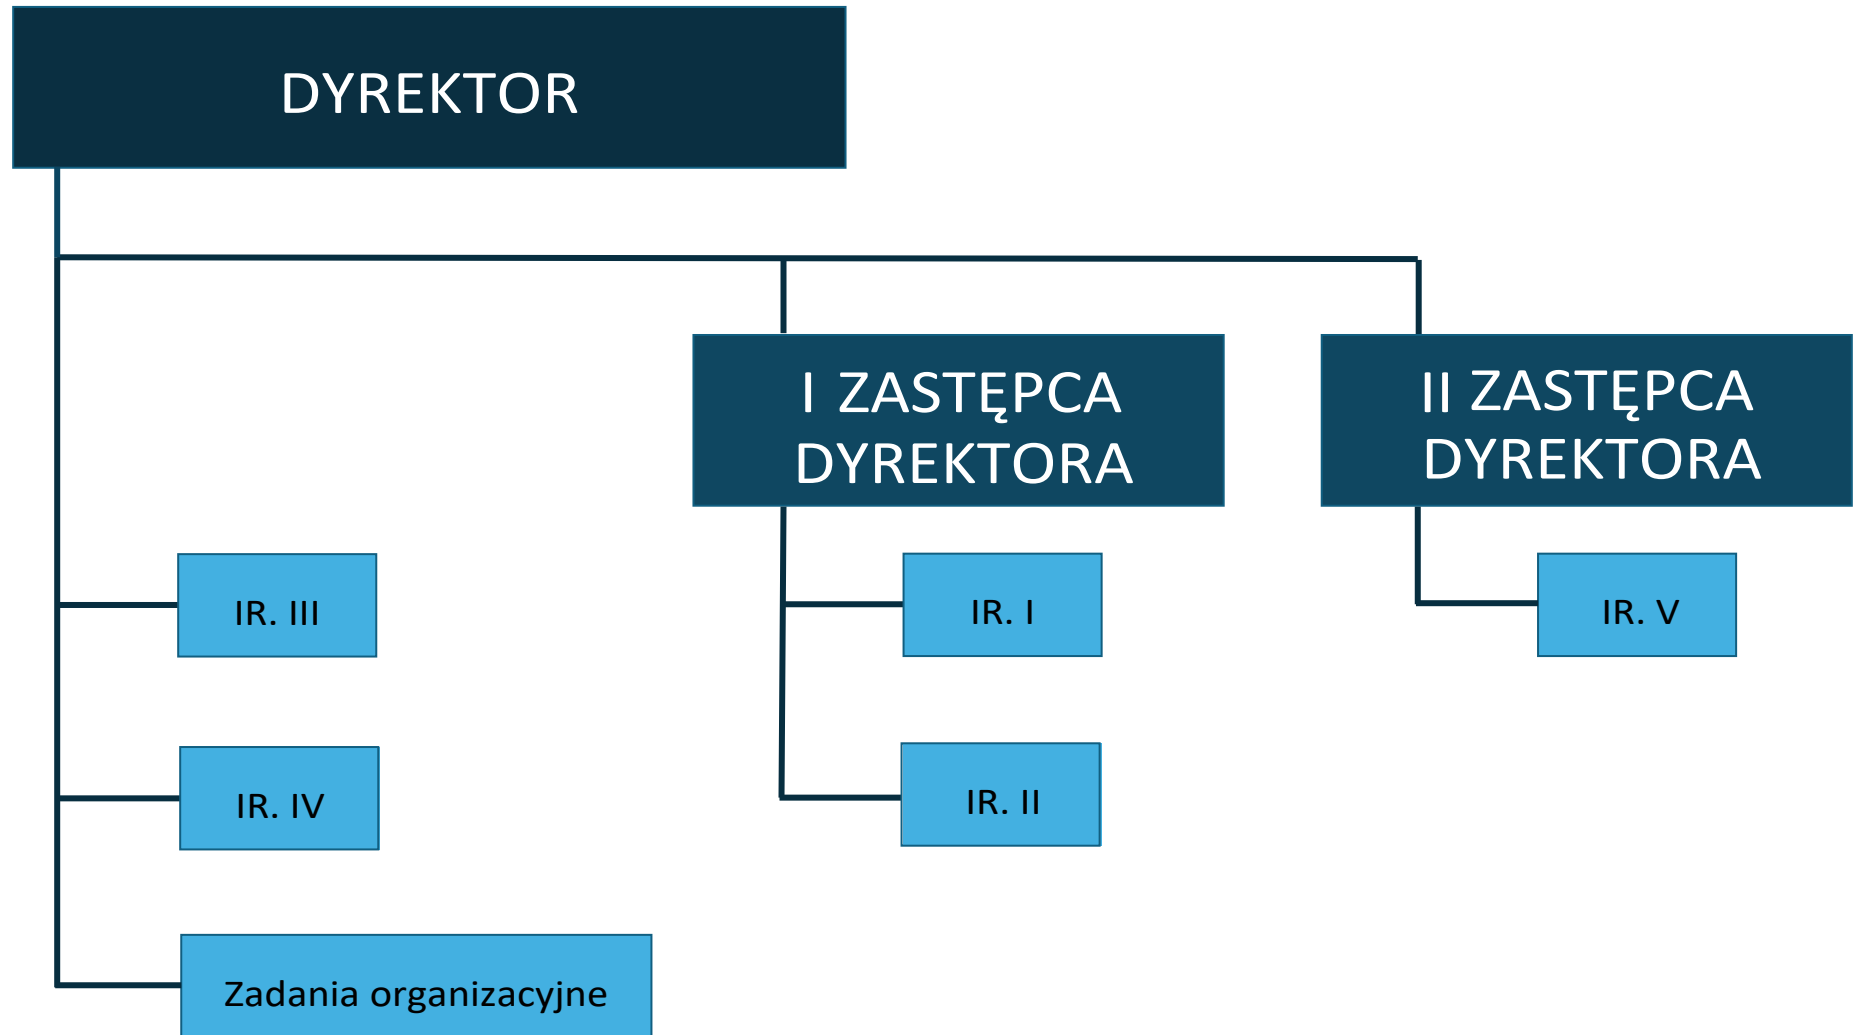 DYREKTOR
I ZASTĘPCA
DYREKTORA
II ZASTĘPCA
DYREKTORA
IR. III
IR. I
IR. V
IR. IV
IR. II
Zadania organizacyjne